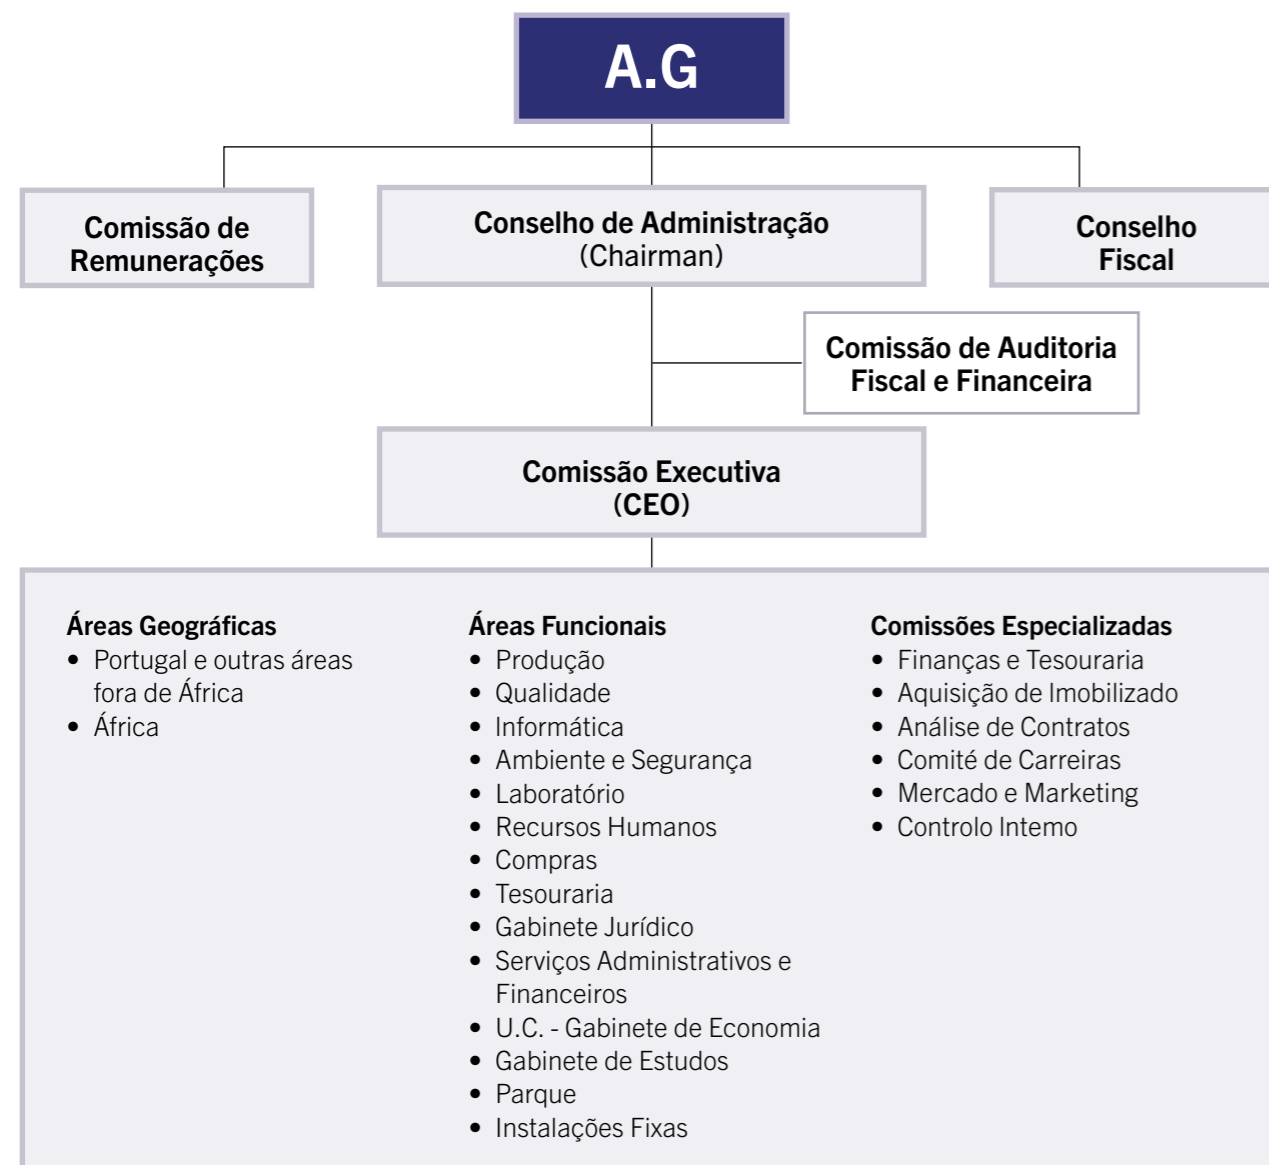 A.G
Comissão de
Remunerações
Conselho de Administração
(Chairman)
Conselho
Fiscal
Comissão de Auditoria
Fiscal e Financeira
Comissão Executiva
(CEO)
Áreas Geográficas
• Portugal e outras áreas
fora de África
• África
Áreas Funcionais
• Produção
• Qualidade
• Informática
• Ambiente e Segurança
• Laboratório
• Recursos Humanos
• Compras
• Tesouraria
• Gabinete Jurídico
• Serviços Administrativos e
Financeiros
• U.C. - Gabinete de Economia
• Gabinete de Estudos
• Parque
• Instalações Fixas
Comissões Especializadas
• Finanças e Tesouraria
• Aquisição de Imobilizado
• Análise de Contratos
• Comité de Carreiras
• Mercado e Marketing
• Controlo Intemo